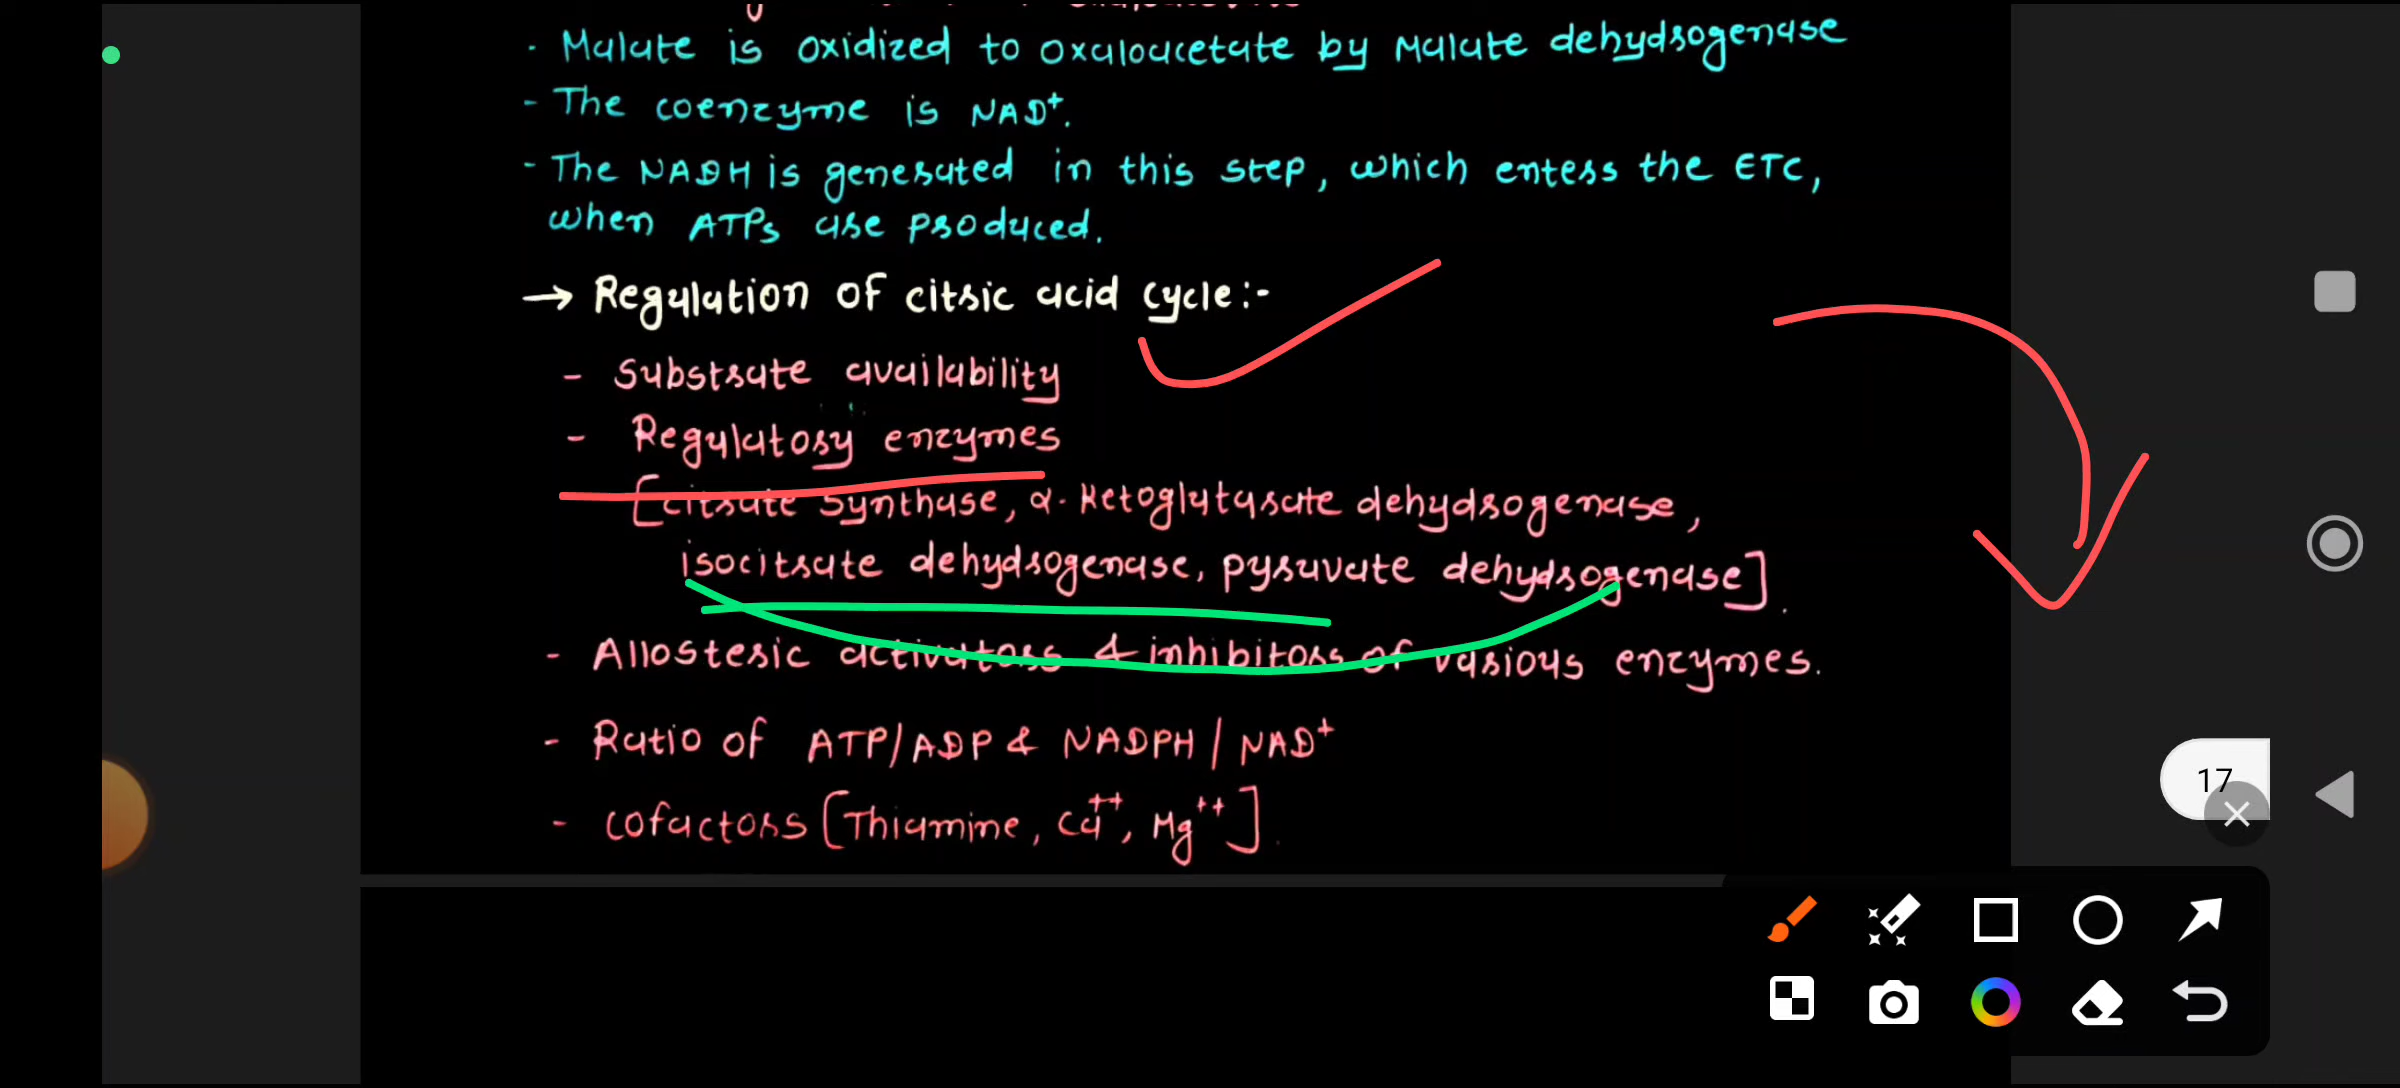 - Malate is oxidized to oxaloacetate by Malate dehydrogenase
- The coenzyme is NAD+.
- The NADH is generated in this step, which enters the ETC,
when ATPs are produced.
→ Regulation of citric acid cycle:-
- Substrate availability
- Regulatory enzymes
[citrate synthase, α-Ketoglutarate dehydrogenase,
isocitrate dehydrogenase, pyruvate dehydrogenase].
- Allosteric activators & inhibitors of various enzymes.
- Ratio of ATP/ADP & NADPH/NAD+
- cofactors [Thiamine, Ca++, Mg++].
17